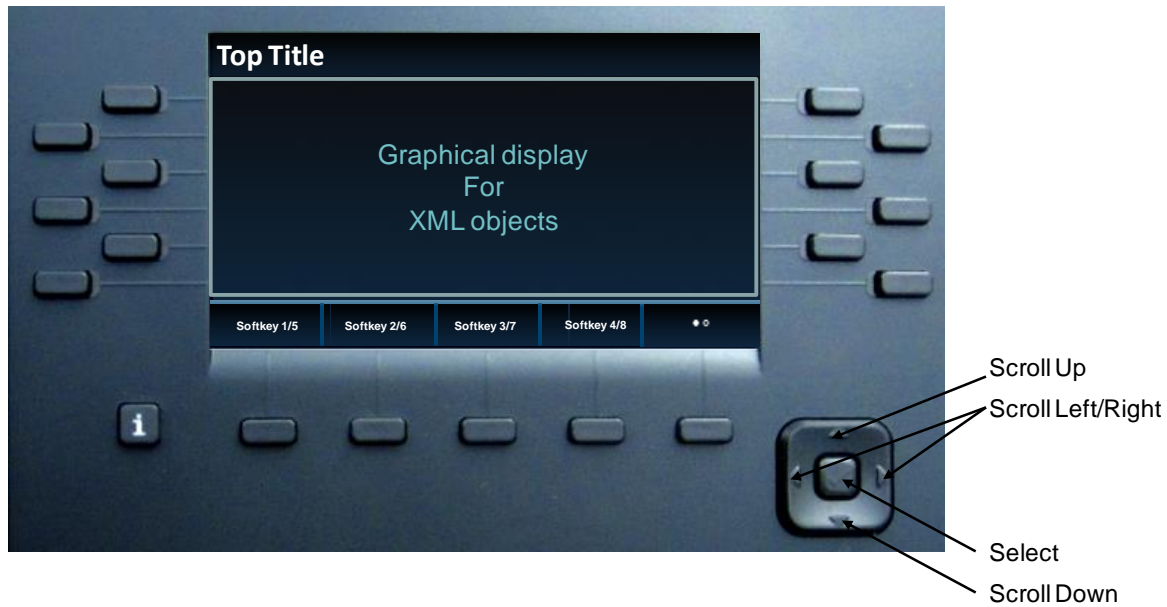 Top Title
Graphical display
For
XML objects
Softkey 1/5
Softkey 2/6
Softkey 3/7
Softkey 4/8
i
Scroll Up
Scroll Left/Right
Select
Scroll Down